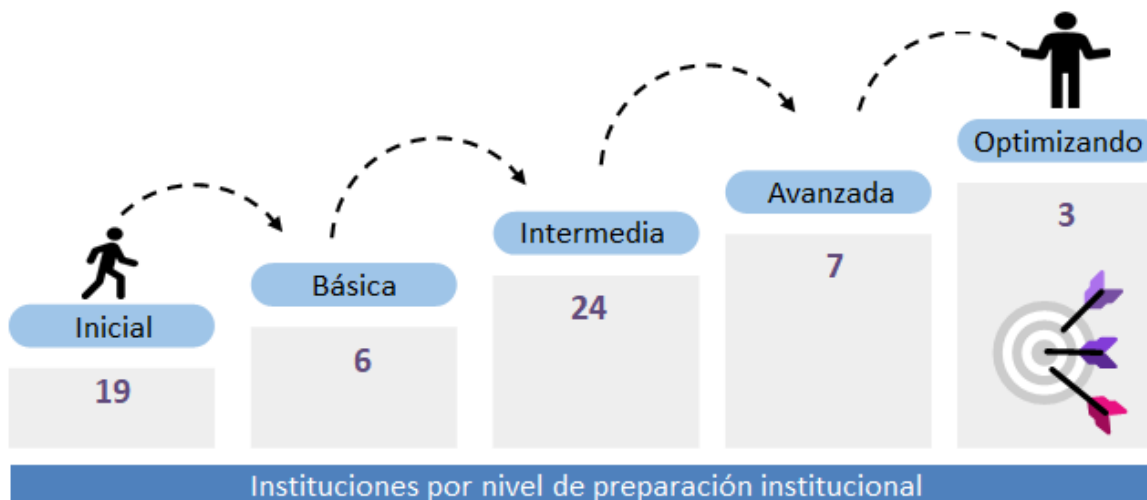 Inicial
19
Básica
6
Intermedia
24
Avanzada
7
Optimizando
3
Instituciones por nivel de preparación institucional